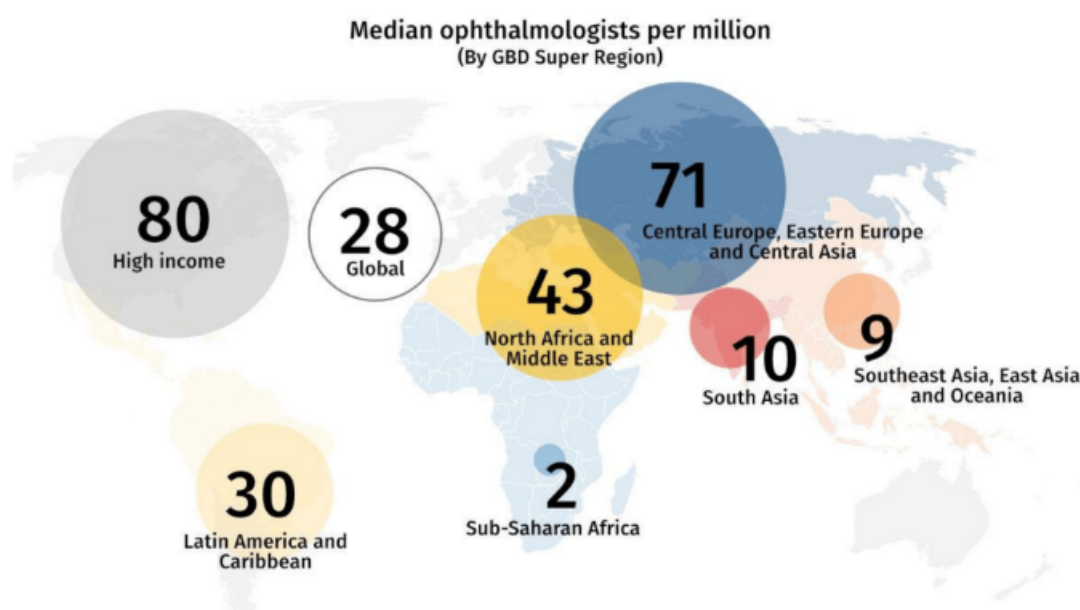 Median ophthalmologists per million
(By GBD Super Region)
80
High income
28
Global
71
Central Europe, Eastern Europe
and Central Asia
43
North Africa and
Middle East
10
South Asia
9
Southeast Asia, East Asia
and Oceania
30
Latin America and
Caribbean
2
Sub-Saharan Africa